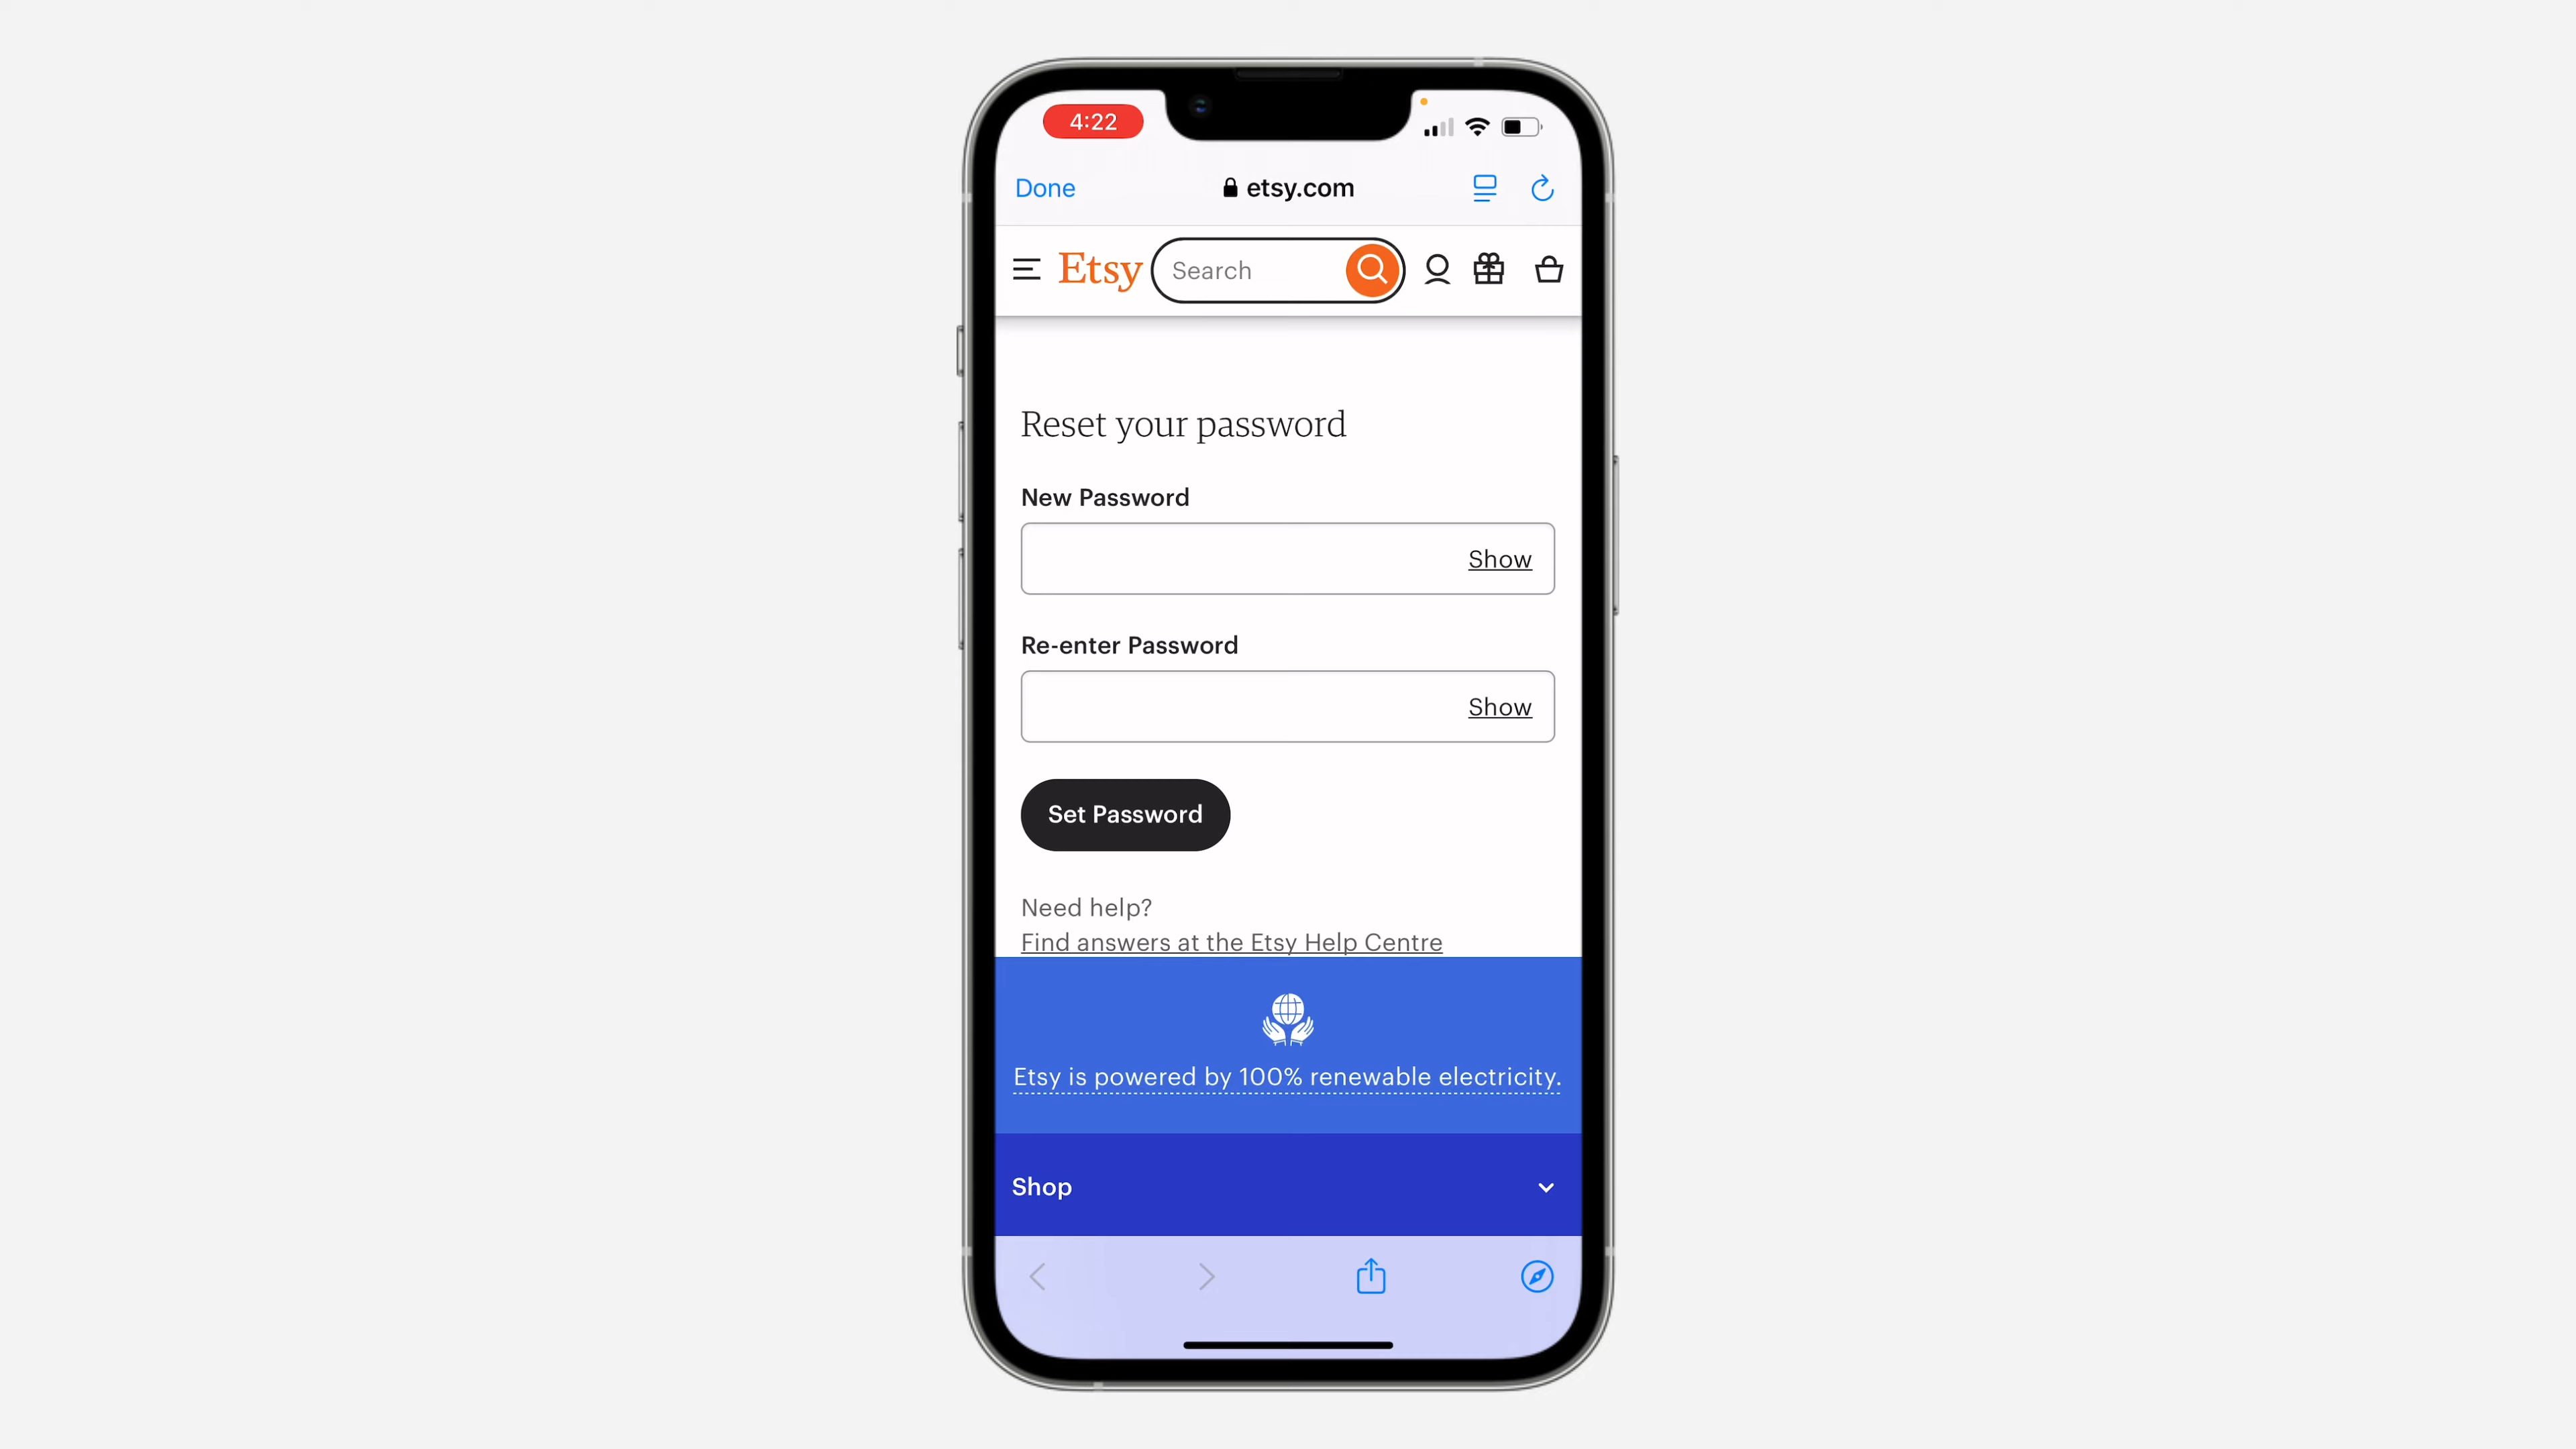 4:22
Done
etsy.com
Etsy
Search
Reset your password
New Password
Show
Re-enter Password
Show
Set Password
Need help?
Find answers at the Etsy Help Centre
Etsy is powered by 100% renewable electricity.
Shop